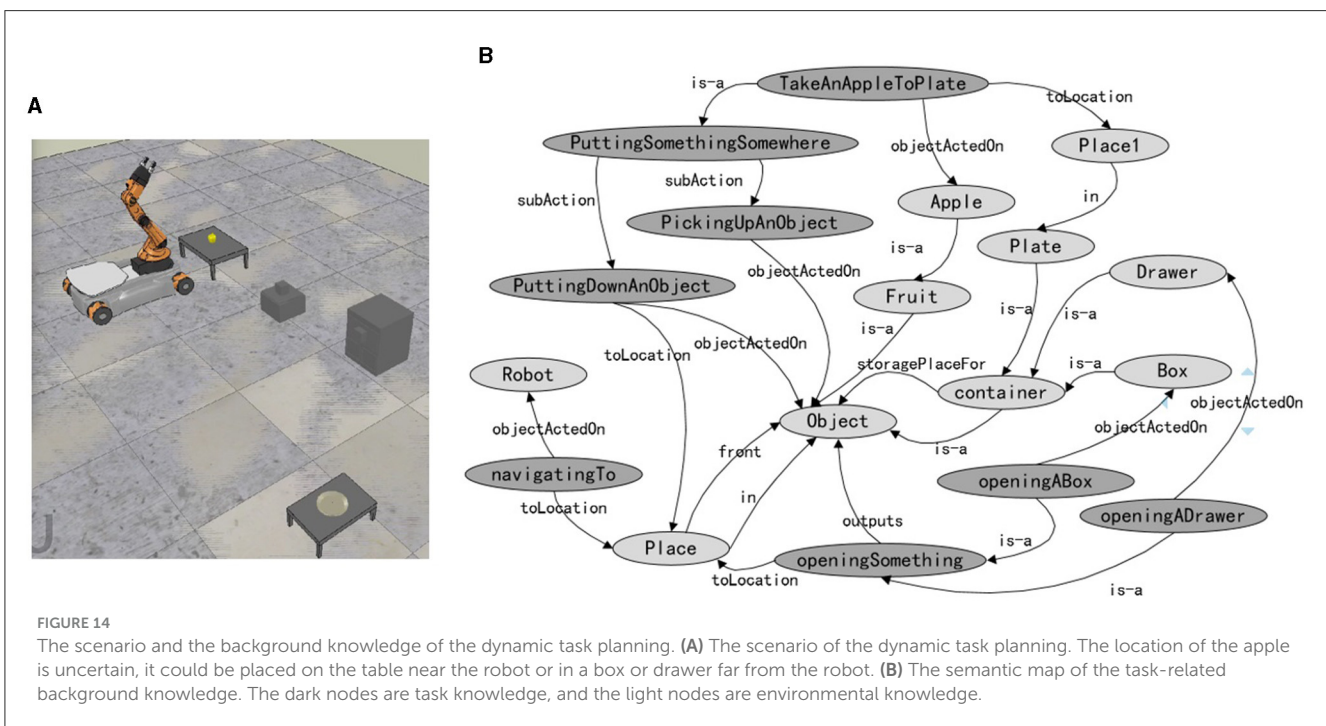 B
A
is-a
TakeAnAppleToPlate
toLocation
PuttingSomethingSomewhere
objectActedOn
Place1
subAction
subAction
in
Apple
PickingUpAnObject
is-a
Plate
objectActedOn
Drawer
PuttingDownAnObject
Fruit
is-a
is-a
is-a
toLocation
objectActedOn
storagePlaceFor
Robot
is-a
Box
container
objectActedOn
Object
objectActedOn
objectActedOn
front
is-a
navigatingTo
in
openingABox
toLocation
outputs
openingADrawer
Place
is-a
openingSomething
toLocation
is-a
FIGURE 14
The scenario and the background knowledge of the dynamic task planning. (A) The scenario of the dynamic task planning. The location of the apple
is uncertain, it could be placed on the table near the robot or in a box or drawer far from the robot. (B) The semantic map of the task-related
background knowledge. The dark nodes are task knowledge, and the light nodes are environmental knowledge.